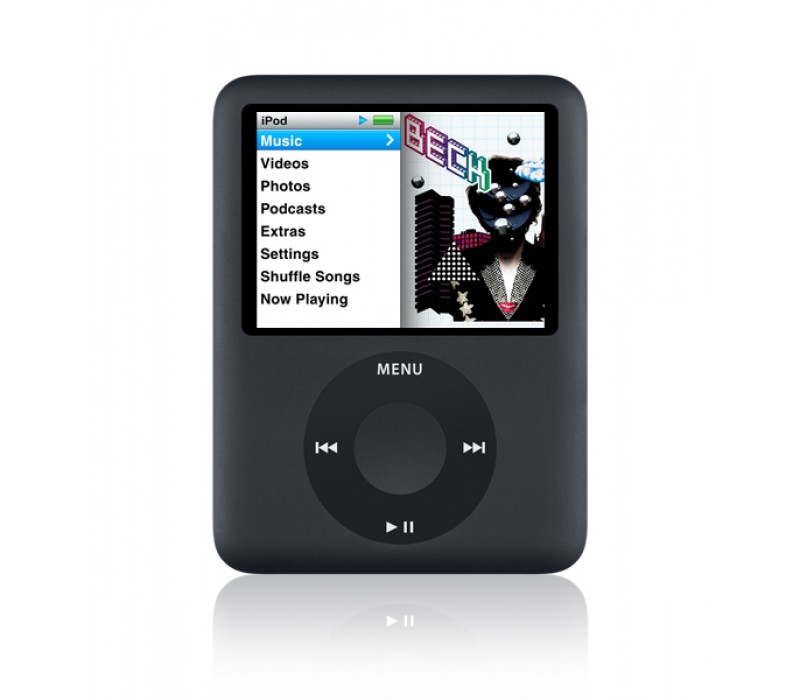 iPod
Music
Videos
Photos
Podcasts
Extras
Settings
Shuffle Songs
Now Playing
BECK
MENU